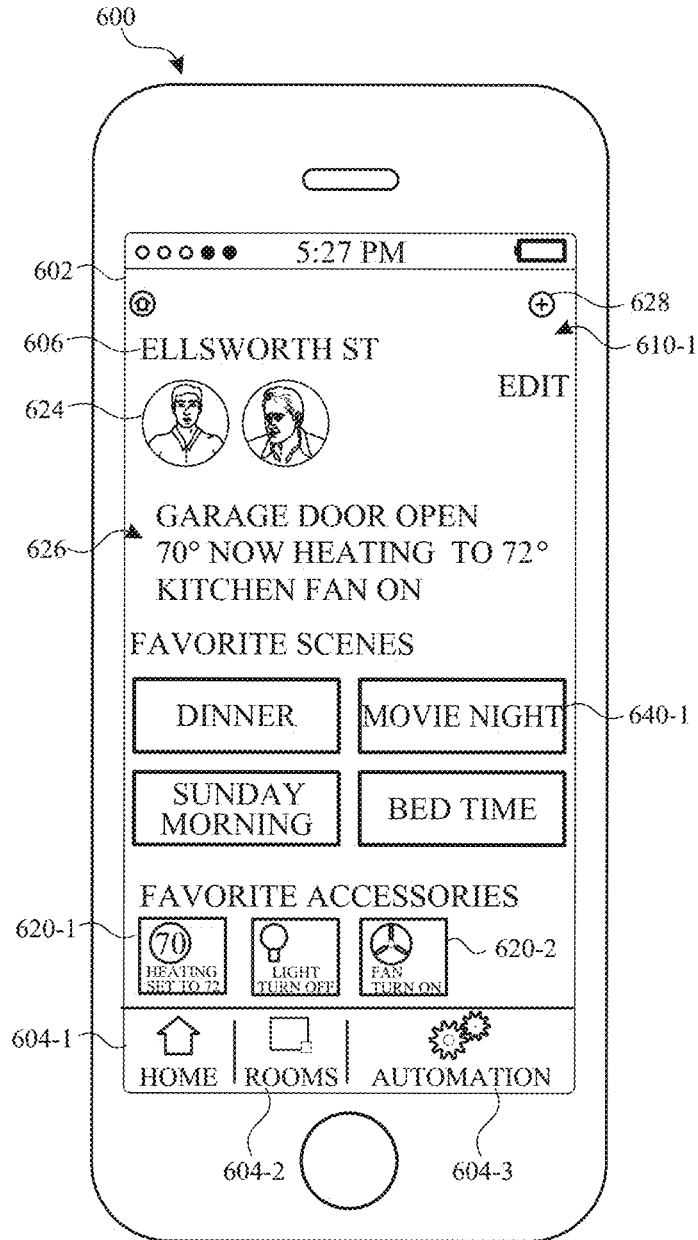 600
5:27 PM
602
628
610-1
606
ELLSWORTH ST
EDIT
624
GARAGE DOOR OPEN
626
70° NOW HEATING TO 72°
KITCHEN FAN ON
FAVORITE SCENES
DINNER
MOVIE NIGHT
640-1
SUNDAY
MORNING
BED TIME
FAVORITE ACCESSORIES
620-1
70
HEATING
SET TO 72
LIGHT
TURN OFF
FAN
TURN ON
620-2
604-1
HOME
ROOMS
AUTOMATION
604-2
604-3